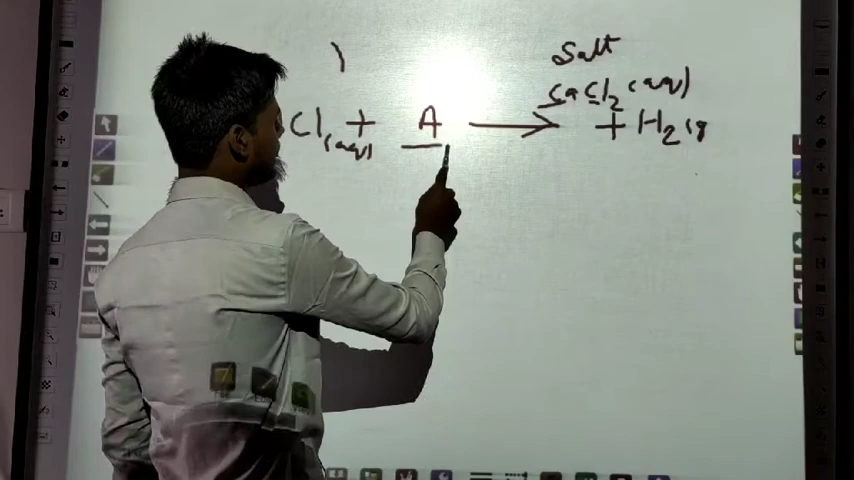 Salt
CaCl2 (aq)
Cl(aq) + A → + H2(g